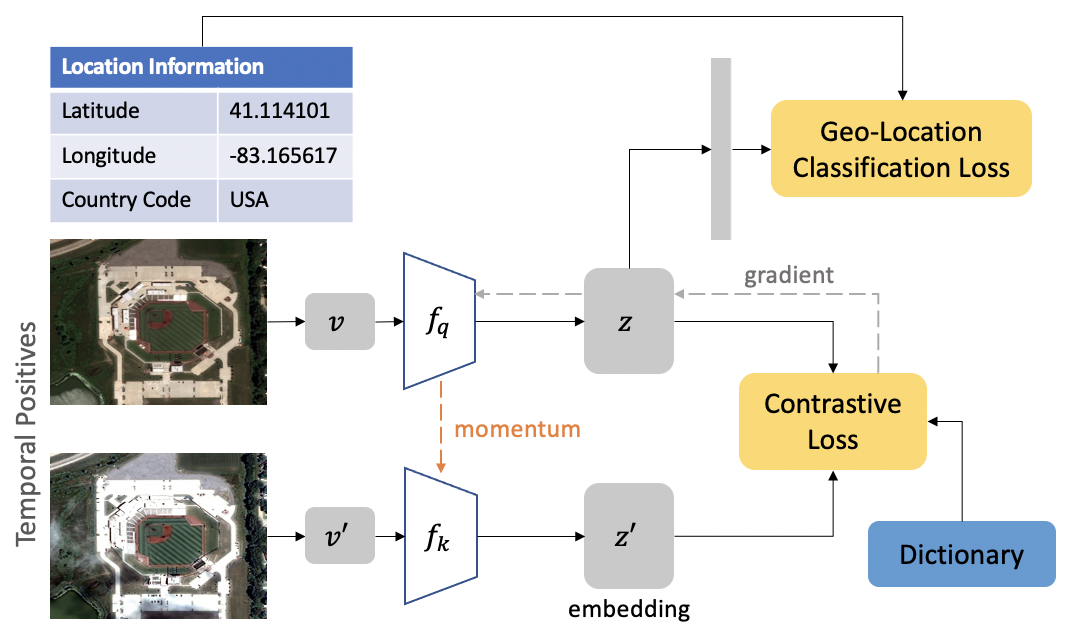 Location Information
Latitude 41.114101
Longitude -83.165617
Country Code USA
Geo-Location
Classification Loss
Temporal Positives
v
f_q
z
gradient
momentum
Contrastive
Loss
v′
f_k
z′
embedding
Dictionary